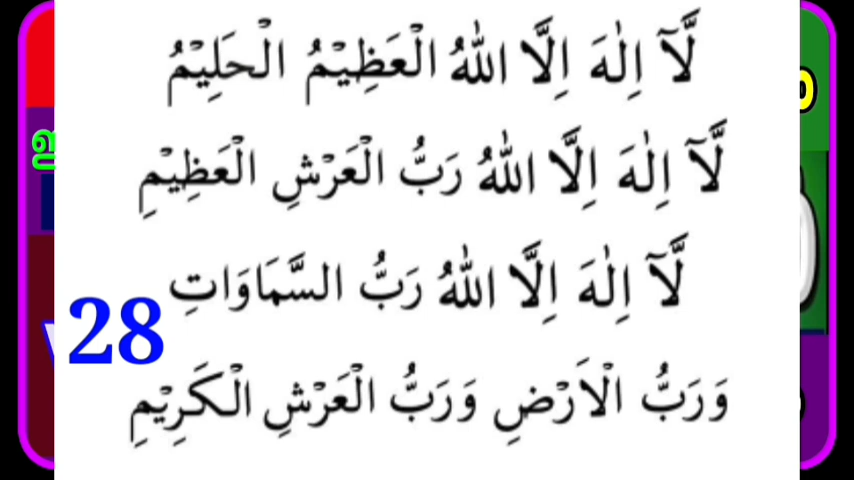 لَّآ اِلٰهَ اِلَّا اللّٰهُ الْعَظِيْمُ الْحَلِيْمُ
لَّآ اِلٰهَ اِلَّا اللّٰهُ رَبُّ الْعَرْشِ الْعَظِيْمِ
لَّآ اِلٰهَ اِلَّا اللّٰهُ رَبُّ السَّمَاوَاتِ
28
وَرَبُّ الْاَرْضِ وَرَبُّ الْعَرْشِ الْكَرِيْمِ